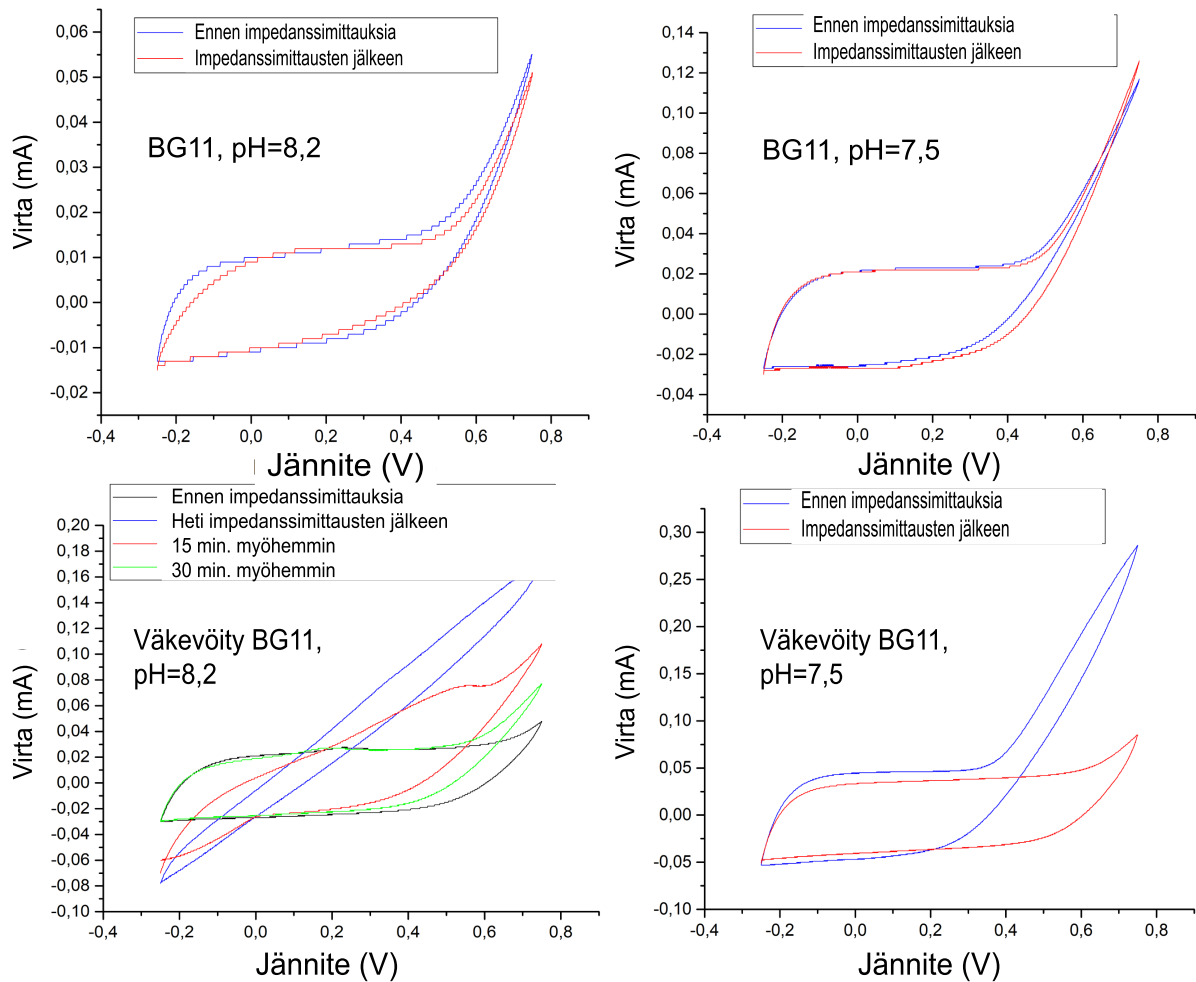 Ennen impedanssimittauksia
Impedanssimittausten jälkeen
BG11, pH=8,2
Virta (mA)
0,06
0,05
0,04
0,03
0,02
0,01
0,00
-0,01
-0,02
-0,4 -0,2 0,0 0,2 0,4 0,6 0,8
Jännite (V)
Ennen impedanssimittauksia
Impedanssimittausten jälkeen
BG11, pH=7,5
Virta (mA)
0,14
0,12
0,10
0,08
0,06
0,04
0,02
0,00
-0,02
-0,04
-0,4 -0,2 0,0 0,2 0,4 0,6 0,8
Jännite (V)
Ennen impedanssimittauksia
Heti impedanssimittausten jälkeen
15 min. myöhemmin
30 min. myöhemmin
Väkevöity BG11,
pH=8,2
Virta (mA)
0,20
0,18
0,16
0,14
0,12
0,10
0,08
0,06
0,04
0,02
0,00
-0,02
-0,04
-0,06
-0,08
-0,10
-0,4 -0,2 0,0 0,2 0,4 0,6 0,8
Jännite (V)
Ennen impedanssimittauksia
Impedanssimittausten jälkeen
Väkevöity BG11,
pH=7,5
Virta (mA)
0,30
0,25
0,20
0,15
0,10
0,05
0,00
-0,05
-0,10
-0,4 -0,2 0,0 0,2 0,4 0,6 0,8
Jännite (V)